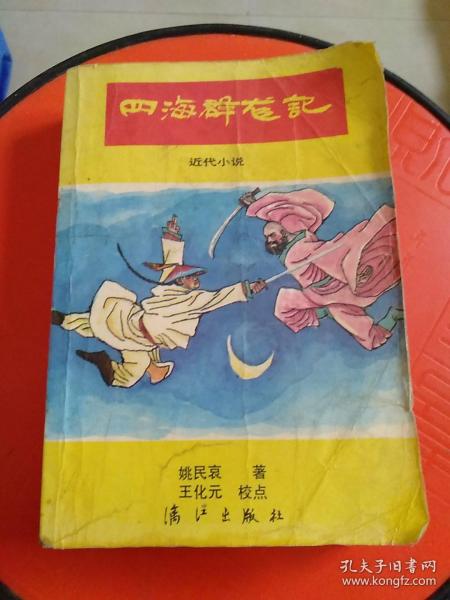 四海群龙記
近代小说
姚民哀 著
王化元 校点
漓江出版社
孔夫子旧书网
www.kongfz.com